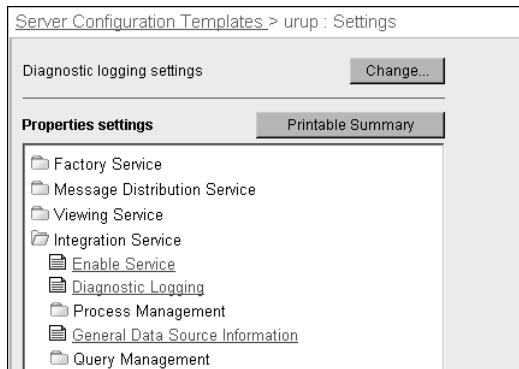 Server Configuration Templates > urup : Settings
Diagnostic logging settings
Change...
Properties settings
Printable Summary
Factory Service
Message Distribution Service
Viewing Service
Integration Service
Enable Service
Diagnostic Logging
Process Management
General Data Source Information
Query Management